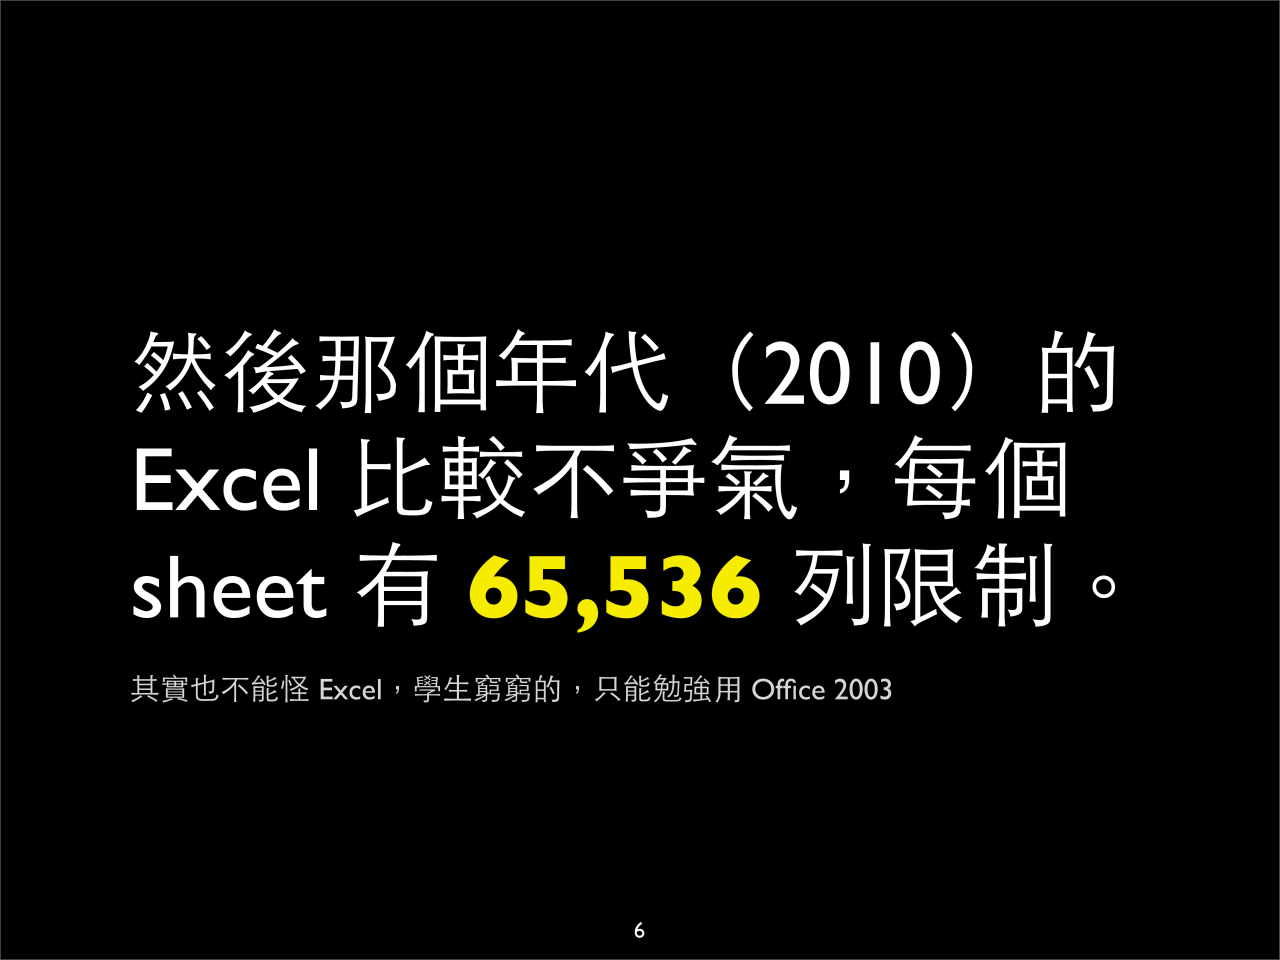 然後那個年代（2010）的
Excel 比較不爭氣，每個
sheet 有 65,536 列限制。
其實也不能怪 Excel，學生窮窮的，只能勉強用 Office 2003
6